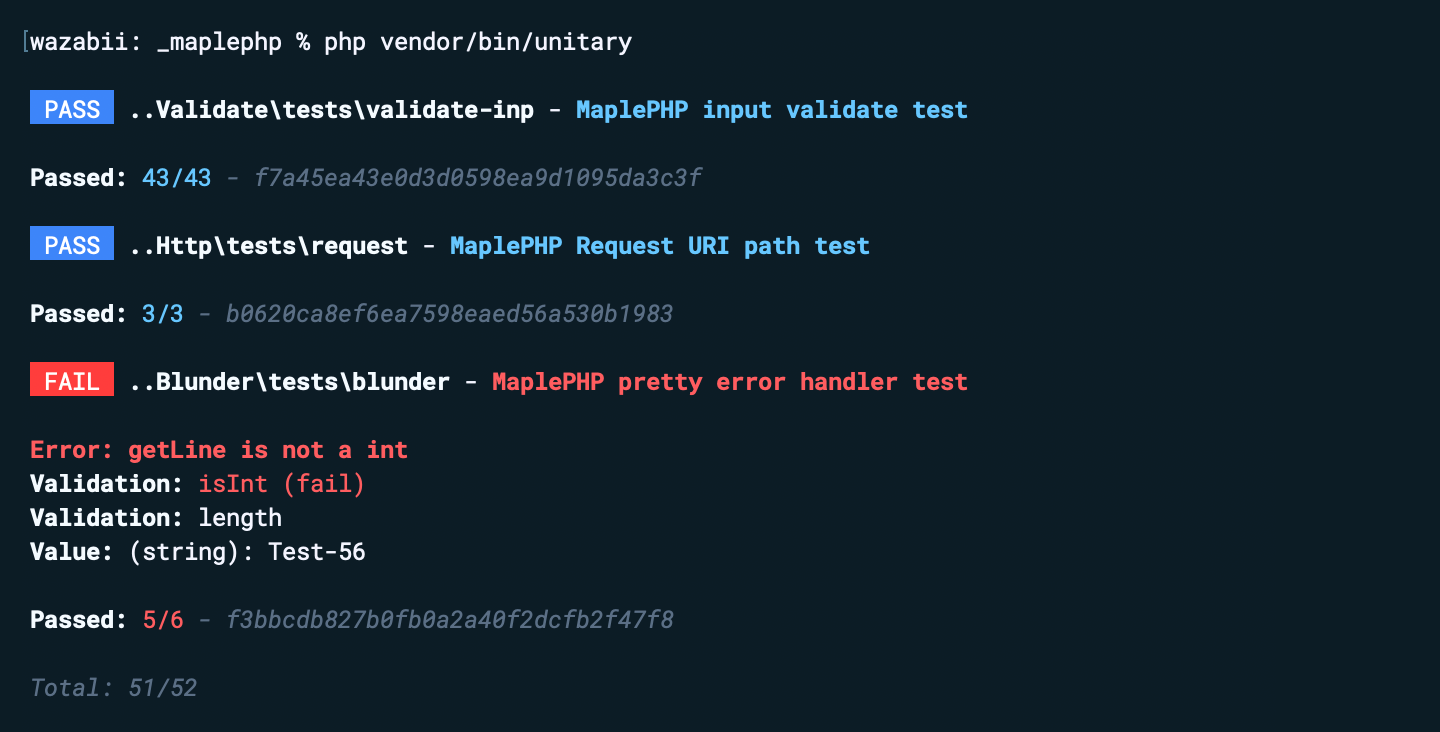 [wazabii: _maplephp % php vendor/bin/unitary
PASS ..Validate\tests\validate-inp - MaplePHP input validate test
Passed: 43/43 - f7a45ea43e0d3d0598ea9d1095da3c3f
PASS ..Http\tests\request - MaplePHP Request URI path test
Passed: 3/3 - b0620ca8ef6ea7598eaed56a530b1983
FAIL ..Blunder\tests\blunder - MaplePHP pretty error handler test
Error: getLine is not a int
Validation: isInt (fail)
Validation: length
Value: (string): Test-56
Passed: 5/6 - f3bbcdb827b0fb0a2a40f2dcfb2f47f8
Total: 51/52